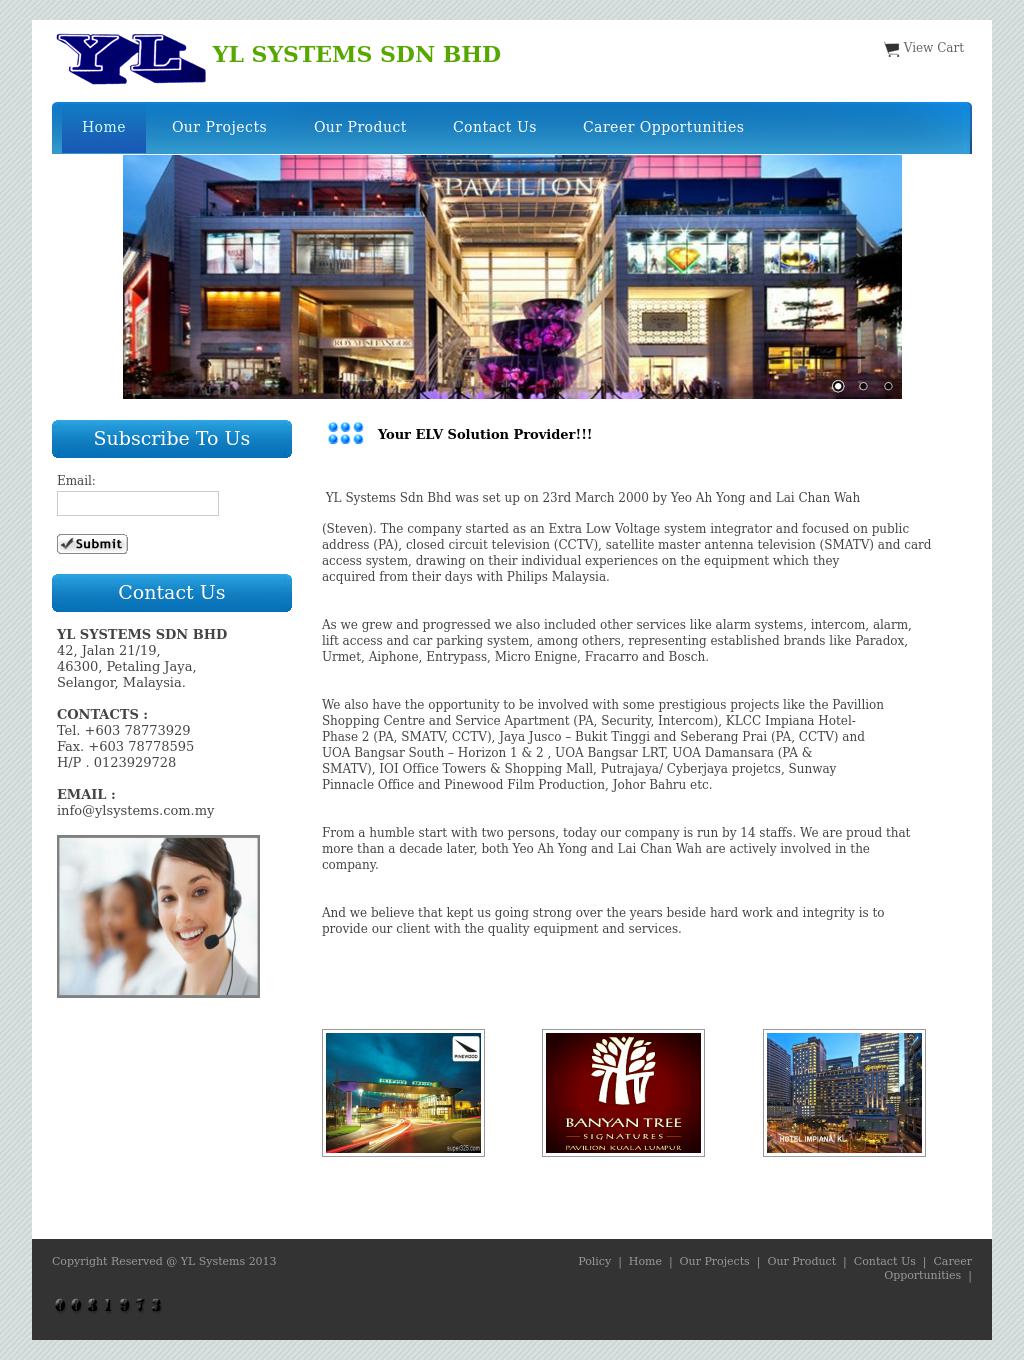 YL
YL SYSTEMS SDN BHD
View Cart
Home
Our Projects
Our Product
Contact Us
Career Opportunities
PAVILION
ROYAL SELANGOR
Subscribe To Us
Email:
Submit
Contact Us
YL SYSTEMS SDN BHD
42, Jalan 21/19,
46300, Petaling Jaya,
Selangor, Malaysia.
CONTACTS :
Tel. +603 78773929
Fax. +603 78778595
H/P . 0123929728
EMAIL :
info@ylsystems.com.my
Your ELV Solution Provider!!!
YL Systems Sdn Bhd was set up on 23rd March 2000 by Yeo Ah Yong and Lai Chan Wah
(Steven). The company started as an Extra Low Voltage system integrator and focused on public
address (PA), closed circuit television (CCTV), satellite master antenna television (SMATV) and card
access system, drawing on their individual experiences on the equipment which they
acquired from their days with Philips Malaysia.
As we grew and progressed we also included other services like alarm systems, intercom, alarm,
lift access and car parking system, among others, representing established brands like Paradox,
Urmet, Aiphone, Entrypass, Micro Enigne, Fracarro and Bosch.
We also have the opportunity to be involved with some prestigious projects like the Pavillion
Shopping Centre and Service Apartment (PA, Security, Intercom), KLCC Impiana Hotel-
Phase 2 (PA, SMATV, CCTV), Jaya Jusco – Bukit Tinggi and Seberang Prai (PA, CCTV) and
UOA Bangsar South – Horizon 1 & 2 , UOA Bangsar LRT, UOA Damansara (PA &
SMATV), IOI Office Towers & Shopping Mall, Putrajaya/ Cyberjaya projetcs, Sunway
Pinnacle Office and Pinewood Film Production, Johor Bahru etc.
From a humble start with two persons, today our company is run by 14 staffs. We are proud that
more than a decade later, both Yeo Ah Yong and Lai Chan Wah are actively involved in the
company.
And we believe that kept us going strong over the years beside hard work and integrity is to
provide our client with the quality equipment and services.
PINEWOOD
super325.com
BANYAN TREE
SIGNATURES
PAVILION KUALA LUMPUR
HOTEL IMPIANA, KL
Copyright Reserved @ YL Systems 2013
Policy | Home | Our Projects | Our Product | Contact Us | Career
Opportunities |
0031973